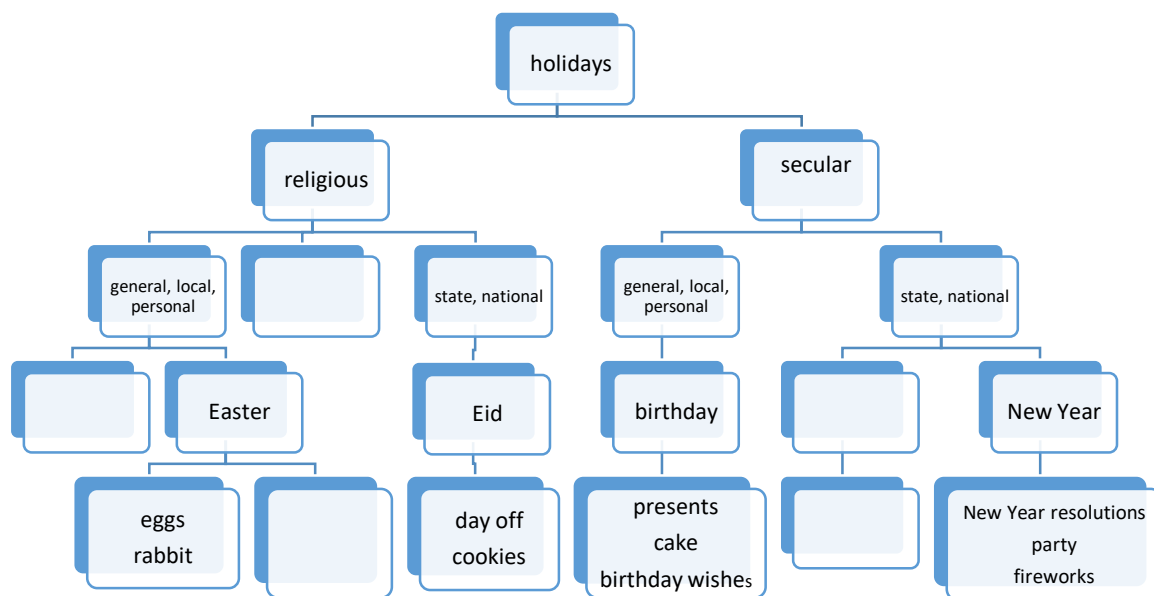 holidays
religious
secular
general, local,
personal
state, national
general, local,
personal
state, national
Easter
Eid
birthday
New Year
eggs
rabbit
day off
cookies
presents
cake
birthday wishes
New Year resolutions
party
fireworks